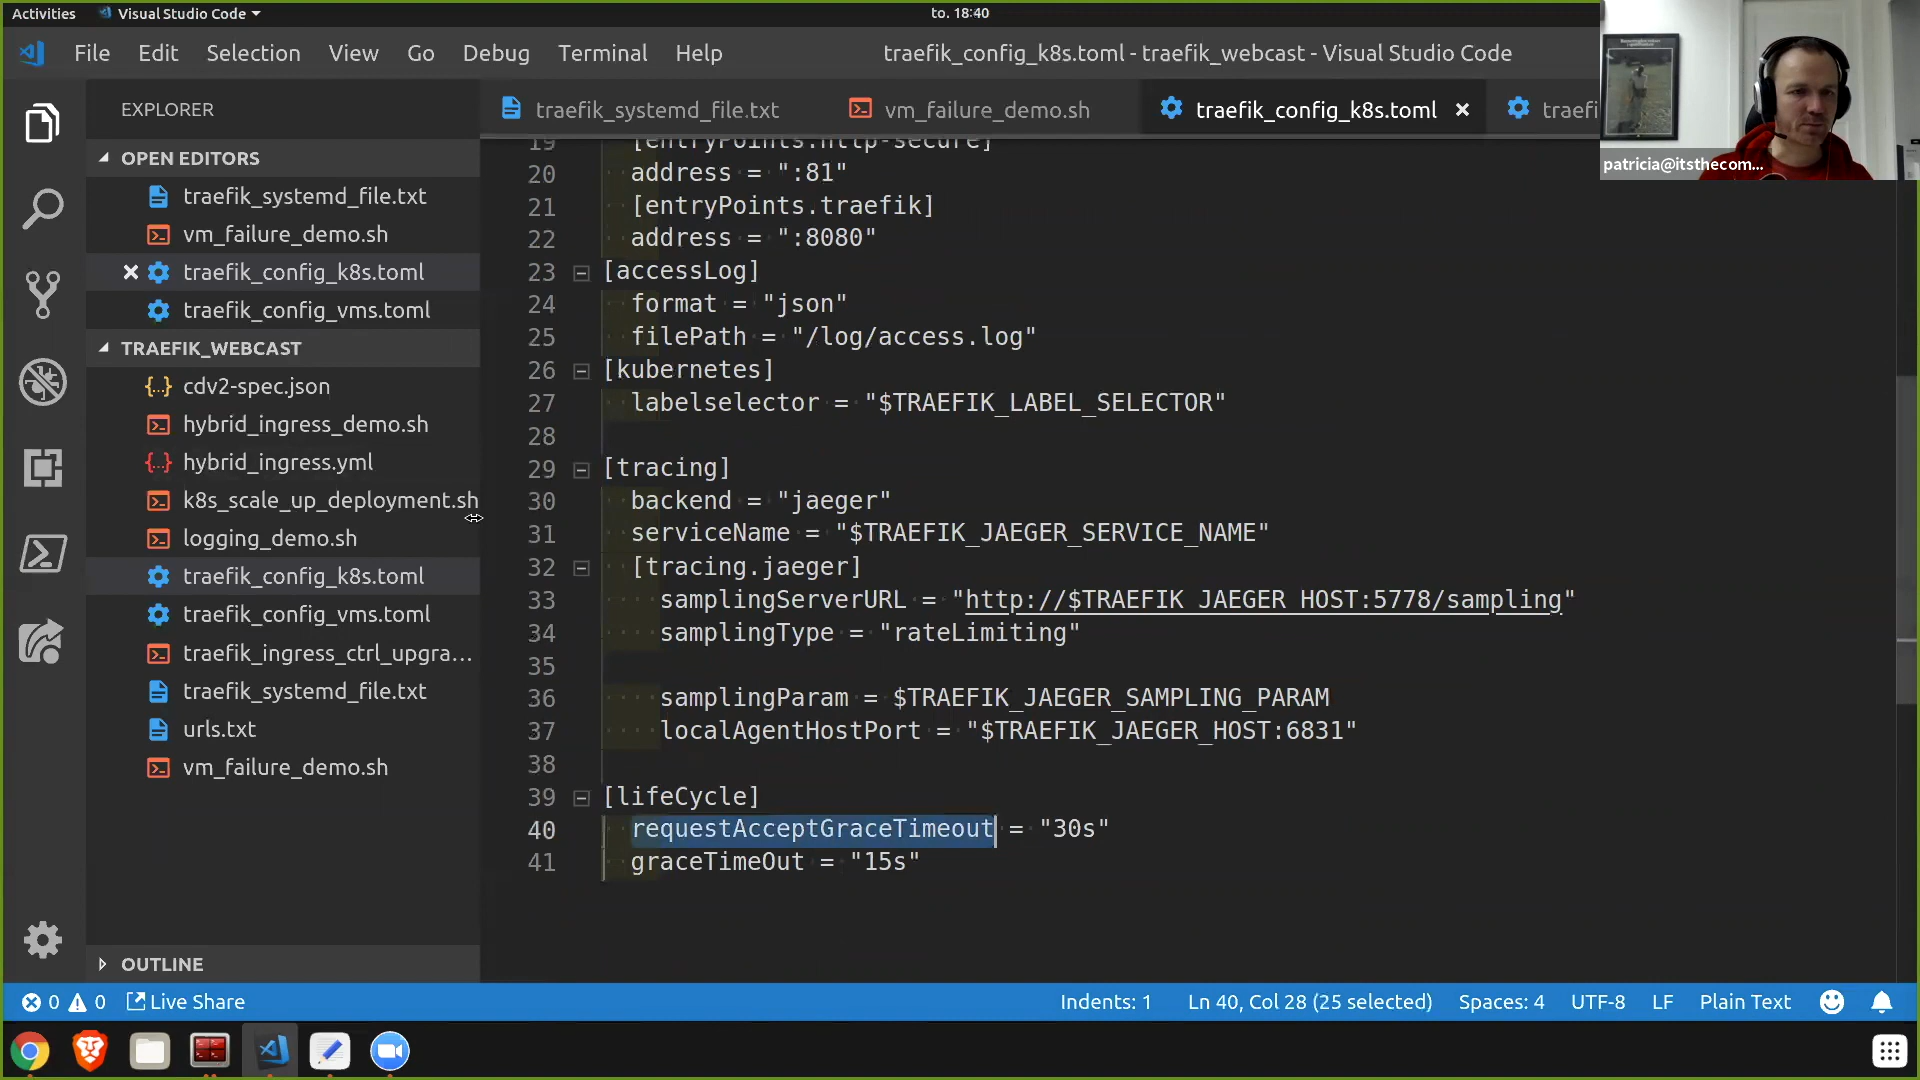 Activities
Visual Studio Code
to. 18:40
File Edit Selection View Go Debug Terminal Help
traefik_config_k8s.toml - traefik_webcast - Visual Studio Code
patricia@itsthecom...
EXPLORER
OPEN EDITORS
traefik_systemd_file.txt
vm_failure_demo.sh
traefik_config_k8s.toml
traefik_config_vms.toml
TRAEFIK_WEBCAST
cdv2-spec.json
hybrid_ingress_demo.sh
hybrid_ingress.yml
k8s_scale_up_deployment.sh
logging_demo.sh
traefik_config_k8s.toml
traefik_config_vms.toml
traefik_ingress_ctrl_upgra...
traefik_systemd_file.txt
urls.txt
vm_failure_demo.sh
OUTLINE
traefik_systemd_file.txt
vm_failure_demo.sh
traefik_config_k8s.toml
traefi
19 [entryPoints.http-secure]
20 address = ":81"
21 [entryPoints.traefik]
22 address = ":8080"
23 [accessLog]
24 format = "json"
25 filePath = "/log/access.log"
26 [kubernetes]
27 labelselector = "$TRAEFIK_LABEL_SELECTOR"
28
29 [tracing]
30 backend = "jaeger"
31 serviceName = "$TRAEFIK_JAEGER_SERVICE_NAME"
32 [tracing.jaeger]
33 samplingServerURL = "http://$TRAEFIK_JAEGER_HOST:5778/sampling"
34 samplingType = "rateLimiting"
35
36 samplingParam = $TRAEFIK_JAEGER_SAMPLING_PARAM
37 localAgentHostPort = "$TRAEFIK_JAEGER_HOST:6831"
38
39 [lifeCycle]
40 requestAcceptGraceTimeout = "30s"
41 graceTimeOut = "15s"
0 0 Live Share
Indents: 1 Ln 40, Col 28 (25 selected) Spaces: 4 UTF-8 LF Plain Text